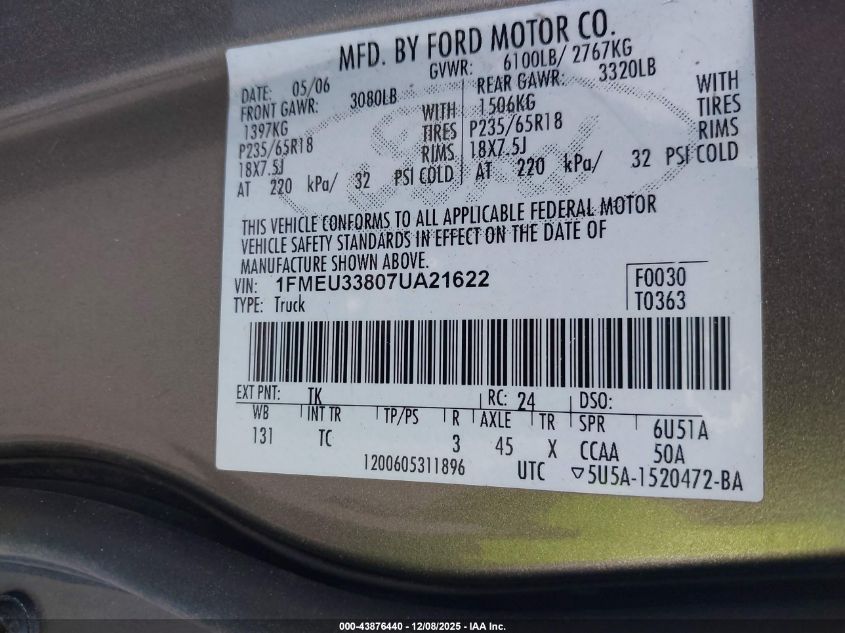 MFD. BY FORD MOTOR CO.
DATE: 05/06 GVWR: 6100LB/ 2767KG
FRONT GAWR: 3080LB REAR GAWR: 3320LB
1397KG WITH 1506KG WITH
P235/65R18 TIRES P235/65R18 TIRES
18X7.5J RIMS 18X7.5J RIMS
AT 220 kPa/ 32 PSI COLD AT 220 kPa/ 32 PSI COLD
THIS VEHICLE CONFORMS TO ALL APPLICABLE FEDERAL MOTOR
VEHICLE SAFETY STANDARDS IN EFFECT ON THE DATE OF
MANUFACTURE SHOWN ABOVE.
VIN: 1FMEU33807UA21622 F0030
TYPE: Truck T0363
EXT PNT: TK RC: 24 DSO:
WB INT TR TP/PS R AXLE TR SPR 6U51A
131 TC 3 45 X CCAA 50A
1200605311896 UTC ▽5U5A-1520472-BA
000-43876440 - 12/08/2025 - IAA Inc.